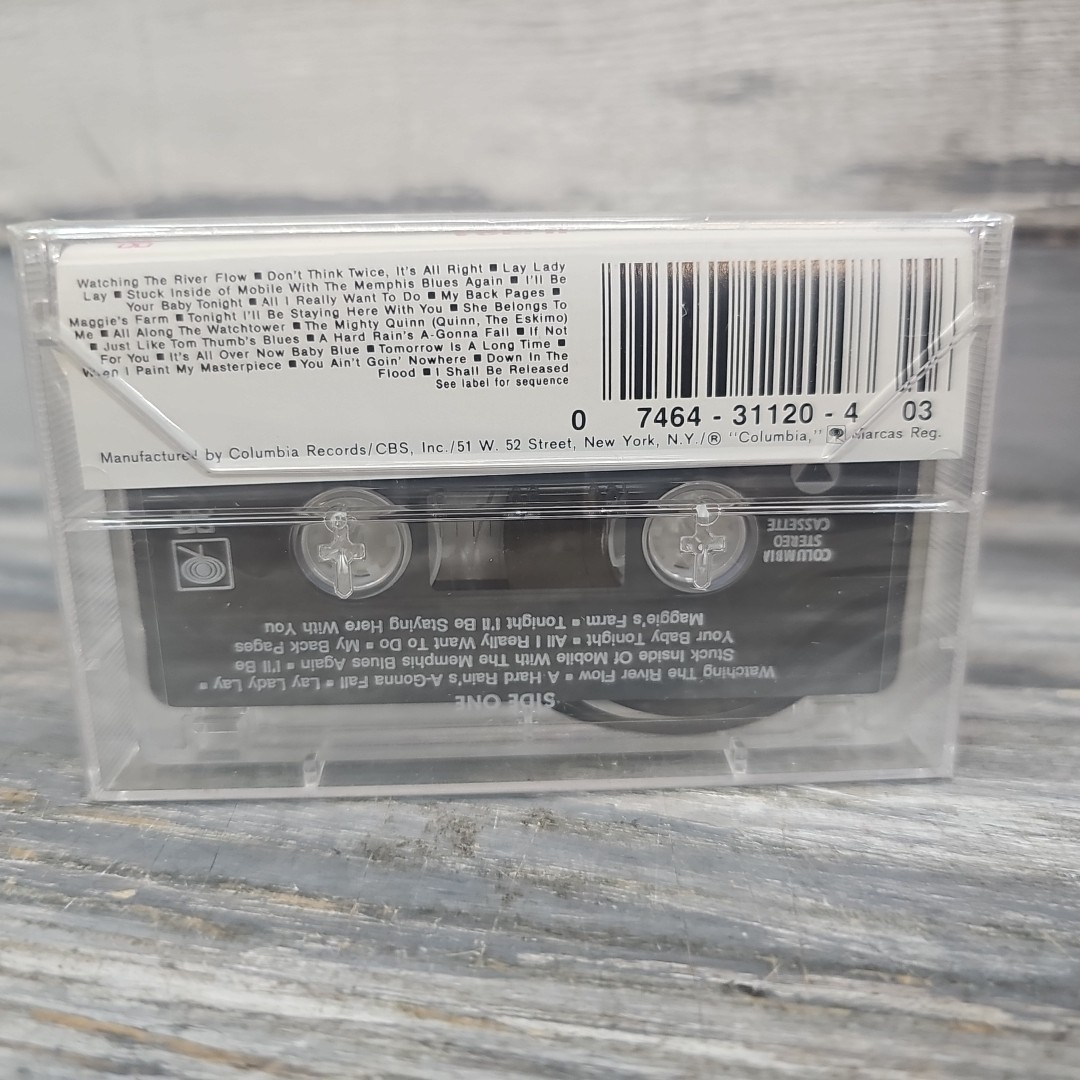 Watching The River Flow ■ Don't Think Twice, It's All Right ■ Lay Lady
Lay ■ Stuck Inside of Mobile With The Memphis Blues Again ■ I'll Be
Your Baby Tonight ■ All I Really Want To Do ■ My Back Pages ■
Maggie's Farm ■ Tonight I'll Be Staying Here With You ■ She Belongs To
Me ■ All Along The Watchtower ■ The Mighty Quinn (Quinn, The Eskimo)
■ Just Like Tom Thumb's Blues ■ A Hard Rain's A-Gonna Fall ■ If Not
For You ■ It's All Over Now Baby Blue ■ Tomorrow Is A Long Time ■
When I Paint My Masterpiece ■ You Ain't Goin' Nowhere ■ Down In The
Flood ■ I Shall Be Released
See label for sequence
0 7464 - 31120 - 4 03
Manufactured by Columbia Records/CBS, Inc./51 W. 52 Street, New York, N.Y./® "Columbia," Marcas Reg.
SIDE ONE
Watching The River Flow ■ A Hard Rain's A-Gonna Fall ■ Lay Lady Lay ■
Stuck Inside Of Mobile With The Memphis Blues Again ■ I'll Be
Your Baby Tonight ■ All I Really Want To Do ■ My Back Pages
Maggie's Farm ■ Tonight I'll Be Staying Here With You
COLUMBIA
STEREO
CASSETTE